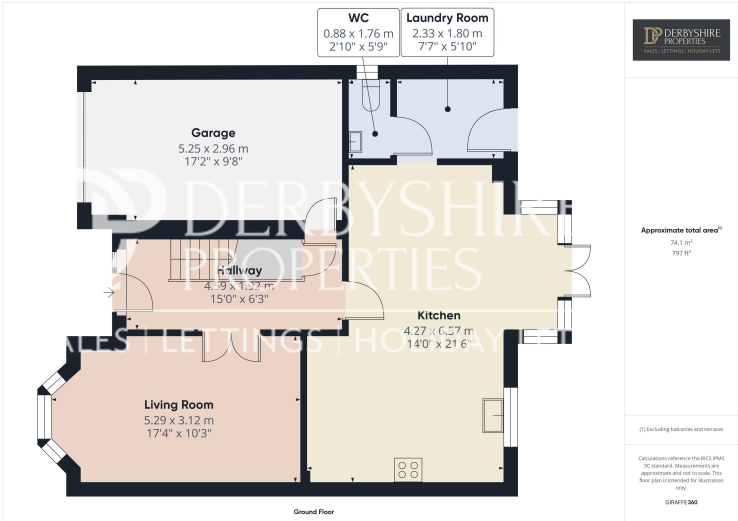 WC
0.88 x 1.76 m
2'10" x 5'9"
Laundry Room
2.33 x 1.80 m
7'7" x 5'10"
Garage
5.25 x 2.96 m
17'2" x 9'8"
Hallway
4.59 x 1.92 m
15'0" x 6'3"
Kitchen
4.27 x 6.57 m
14'0" x 21'6"
Living Room
5.29 x 3.12 m
17'4" x 10'3"
Ground Floor
DERBYSHIRE
PROPERTIES
SALES | LETTINGS | HOLIDAY
DP DERBYSHIRE
PROPERTIES
SALES | LETTINGS | HOLIDAY LETS
Approximate total area(1)
74.1 m²
797 ft²
(1) Excluding balconies and terraces
Calculations reference the RICS IPMS
3C standard. Measurements are
approximate and not to scale. This
floor plan is intended for illustration
only.
GIRAFFE360